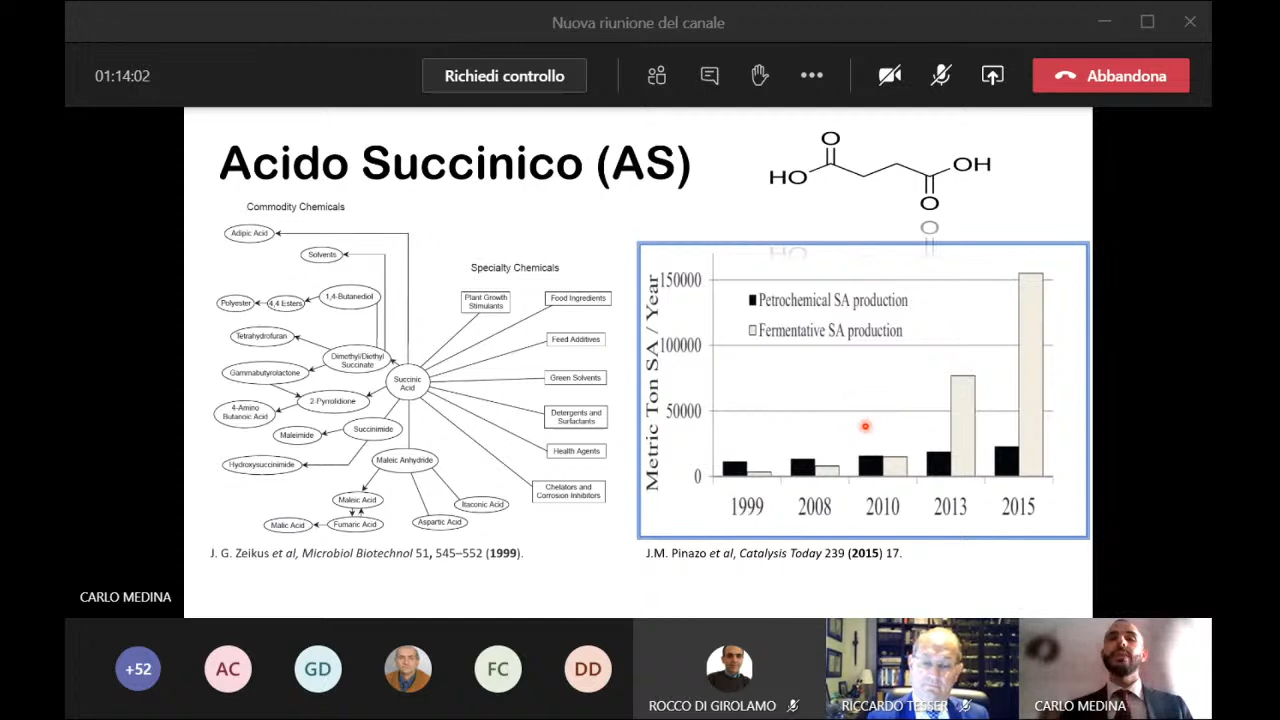 Nuova riunione del canale
01:14:02
Richiedi controllo
Abbandona
Acido Succinico (AS)
O
HO
OH
O
Commodity Chemicals
Adipic Acid
Solvents
1,4-Butanediol
4,4 Esters
Polyester
Tetrahydrofuran
Dimethyl/Diethyl
Succinate
Gammabutyrolactone
2-Pyrrolidione
4-Amino
Butanoic Acid
Succinimide
Maleimide
Hydroxysuccinimide
Maleic Anhydride
Maleic Acid
Itaconic Acid
Malic Acid
Fumaric Acid
Aspartic Acid
Succinic
Acid
Specialty Chemicals
Plant Growth
Stimulants
Food Ingredients
Feed Additives
Green Solvents
Detergents and
Surfactants
Health Agents
Chelators and
Corrosion Inhibitors
J. G. Zeikus et al, Microbiol Biotechnol 51, 545–552 (1999).
O
HO
Metric Ton SA / Year
150000
100000
50000
0
Petrochemical SA production
Fermentative SA production
1999 2008 2010 2013 2015
J.M. Pinazo et al, Catalysis Today 239 (2015) 17.
CARLO MEDINA
+52
AC
GD
FC
DD
ROCCO DI GIROLAMO
RICCARDO TESSER
CARLO MEDINA